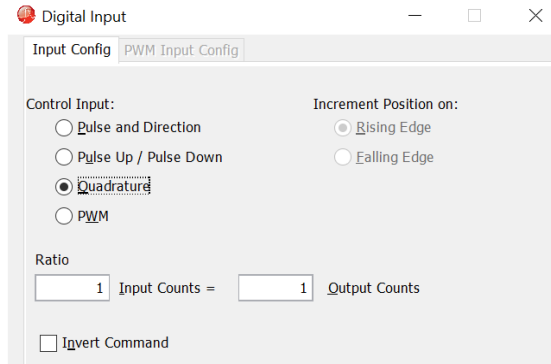 Digital Input
Input Config
PWM Input Config
Control Input:
Pulse and Direction
Pulse Up / Pulse Down
Quadrature
PWM
Increment Position on:
Rising Edge
Falling Edge
Ratio
1 Input Counts = 1 Output Counts
Invert Command